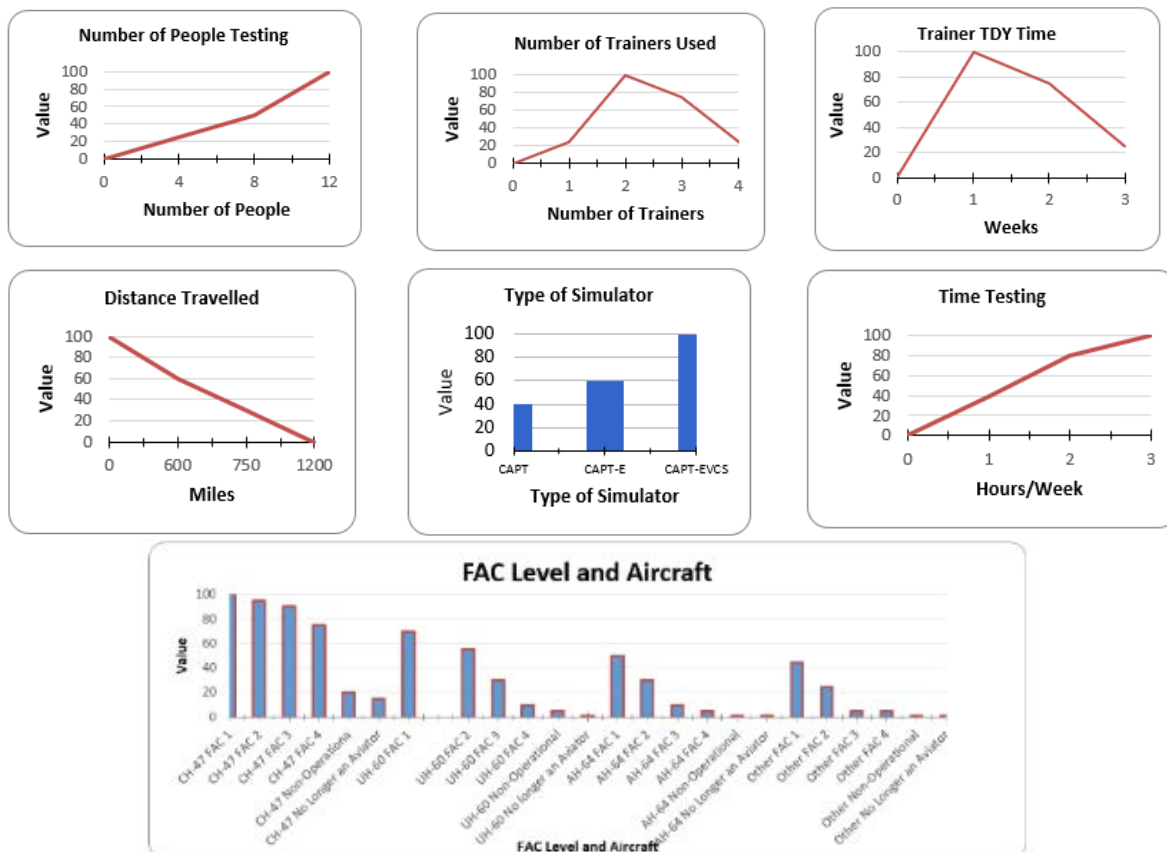 Number of People Testing
100
80
60
40
20
0
Value
0 4 8 12
Number of People
Number of Trainers Used
100
80
60
40
20
0
Value
0 1 2 3 4
Number of Trainers
Trainer TDY Time
100
80
60
40
20
0
Value
0 1 2 3
Weeks
Distance Travelled
100
80
60
40
20
0
Value
0 600 750 1200
Miles
Type of Simulator
100
80
60
40
20
0
Value
CAPT CAPT-E CAPT-EVCS
Type of Simulator
Time Testing
100
80
60
40
20
0
Value
0 1 2 3
Hours/Week
FAC Level and Aircraft
100
80
60
40
20
0
Value
CH-47 FAC 1
CH-47 FAC 2
CH-47 FAC 3
CH-47 FAC 4
CH-47 Non-Operationa
CH-47 No Longer an Aviator
UH-60 FAC 1
UH-60 FAC 2
UH-60 FAC 3
UH-60 FAC 4
UH-60 Non-Operational
UH-60 No longer an Aviator
AH-64 FAC 1
AH-64 FAC 2
AH-64 FAC 3
AH-64 FAC 4
AH-64 Non-Operational
AH-64 No Longer an Aviator
Other FAC 1
Other FAC 2
Other FAC 3
Other FAC 4
Other Non-Operational
Other No Longer an Aviator
FAC Level and Aircraft